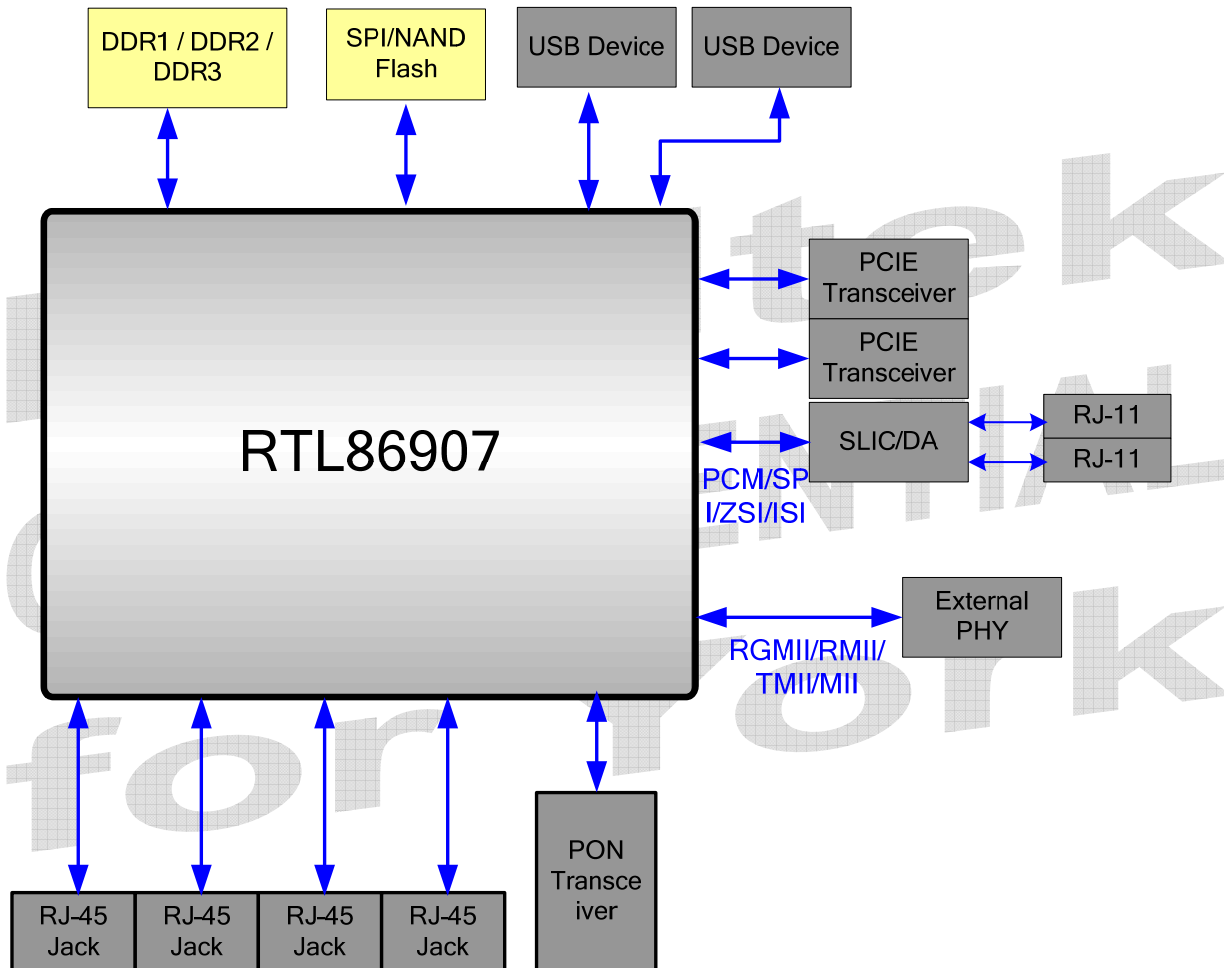 DDR1 / DDR2 /
DDR3
SPI/NAND
Flash
USB Device
USB Device
PCIE
Transceiver
PCIE
Transceiver
SLIC/DA
RJ-11
RJ-11
PCM/SP
I/ZSI/ISI
RTL86907
External
PHY
RGMII/RMII/
TMII/MII
PON
Transce
iver
RJ-45
Jack
RJ-45
Jack
RJ-45
Jack
RJ-45
Jack
for York